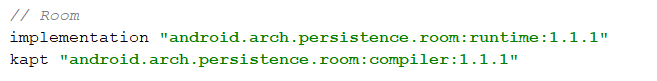 // Room
implementation "android.arch.persistence.room:runtime:1.1.1"
kapt "android.arch.persistence.room:compiler:1.1.1"